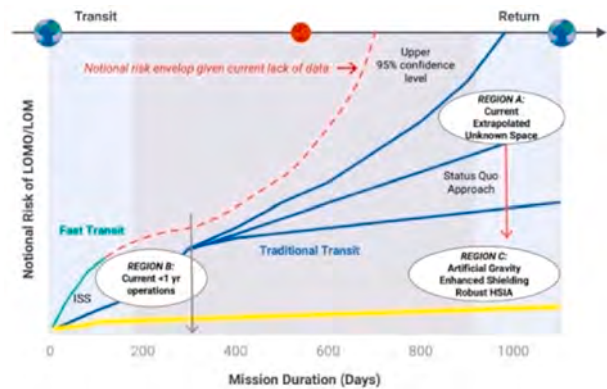 Transit
Return
Notional risk envelop given current lack of data
Upper
95% confidence
level
REGION A:
Current
Extrapolated
Unknown Space
Status Quo
Approach
Fast Transit
Traditional Transit
REGION B:
Current <1 yr
operations
ISS
REGION C:
Artificial Gravity
Enhanced Shielding
Robust HSIA
Notional Risk of LOMO/LOM
0 200 400 600 800 1000
Mission Duration (Days)